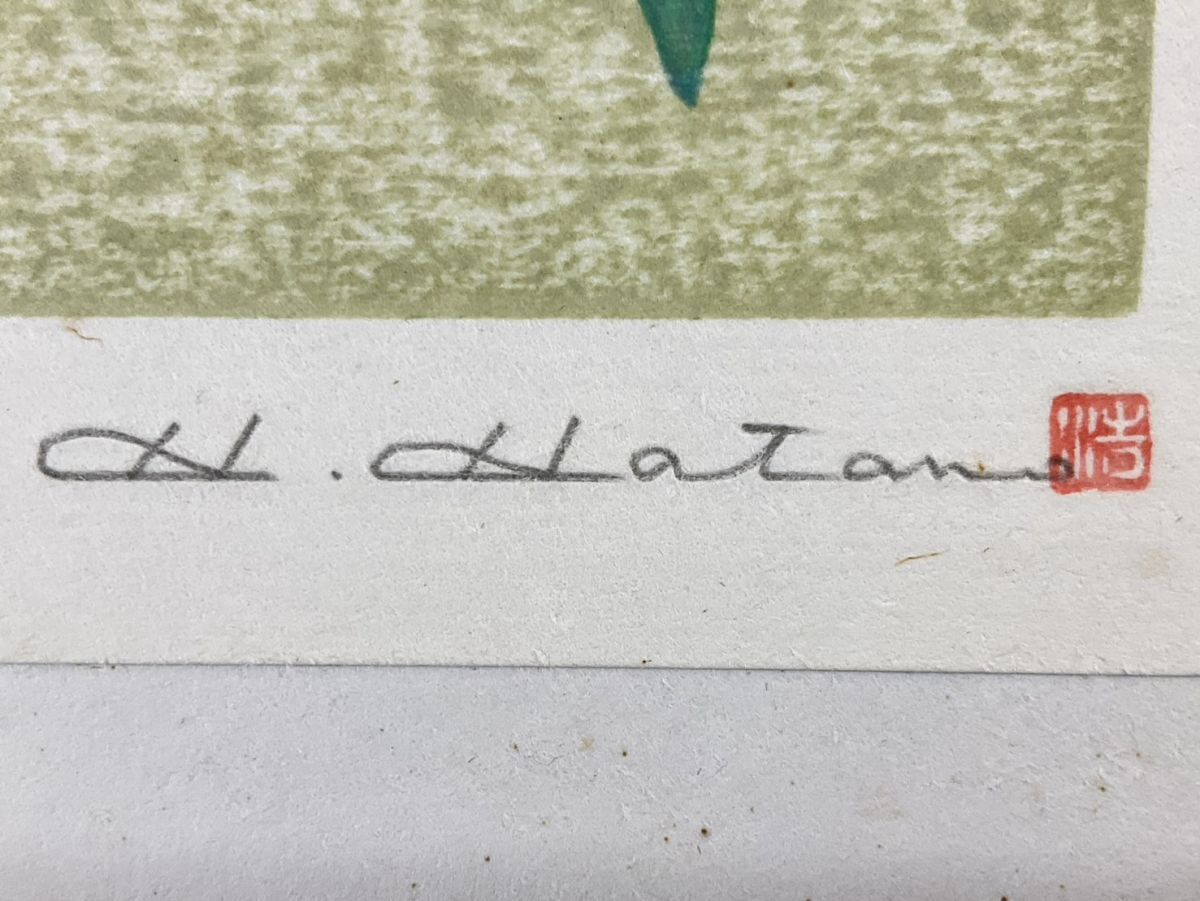 H. Hatano
浩